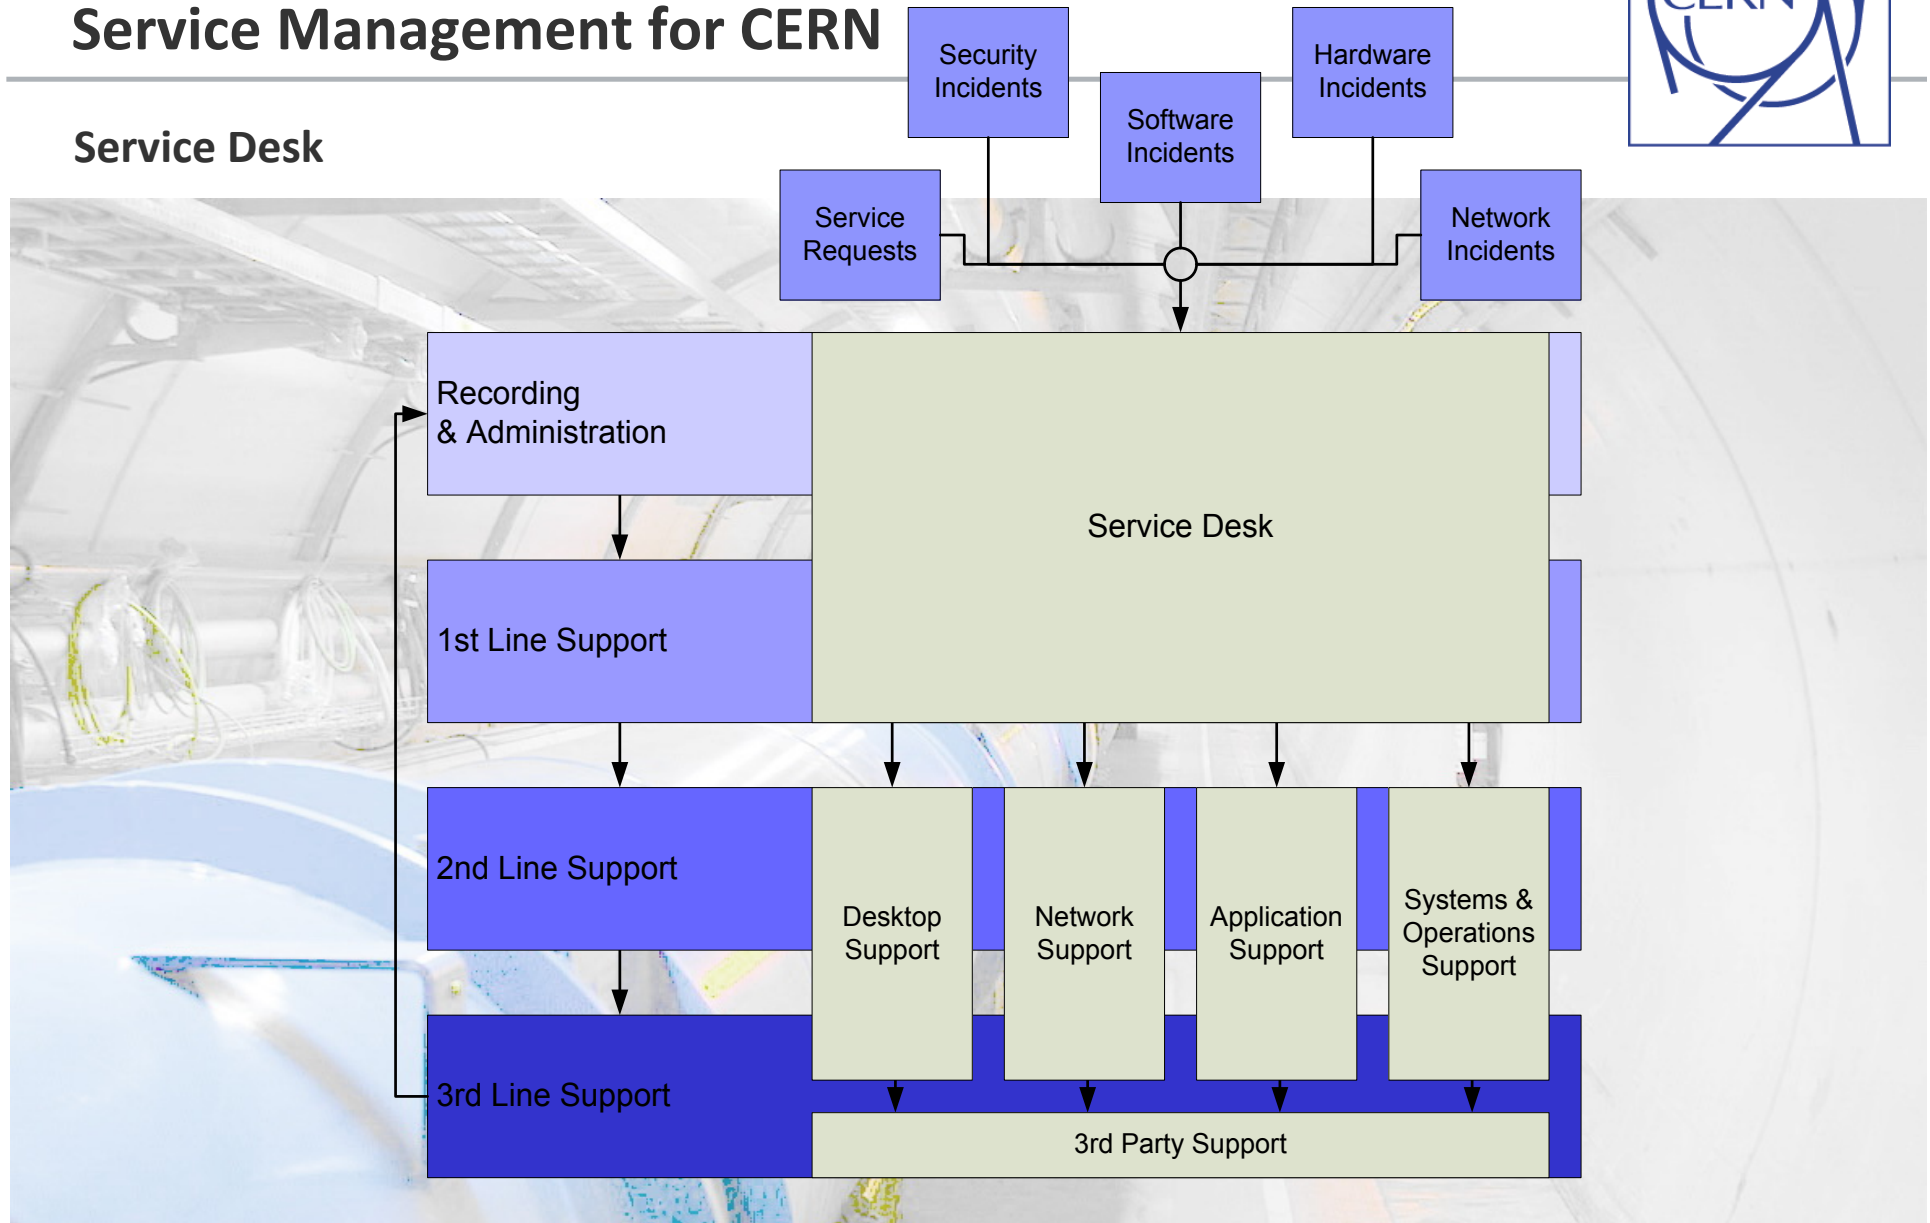 Service Management for CERN
CERN
Service Desk
Security
Incidents
Hardware
Incidents
Software
Incidents
Service
Requests
Network
Incidents
Recording
& Administration
Service Desk
1st Line Support
2nd Line Support
Desktop
Support
Network
Support
Application
Support
Systems &
Operations
Support
3rd Line Support
3rd Party Support